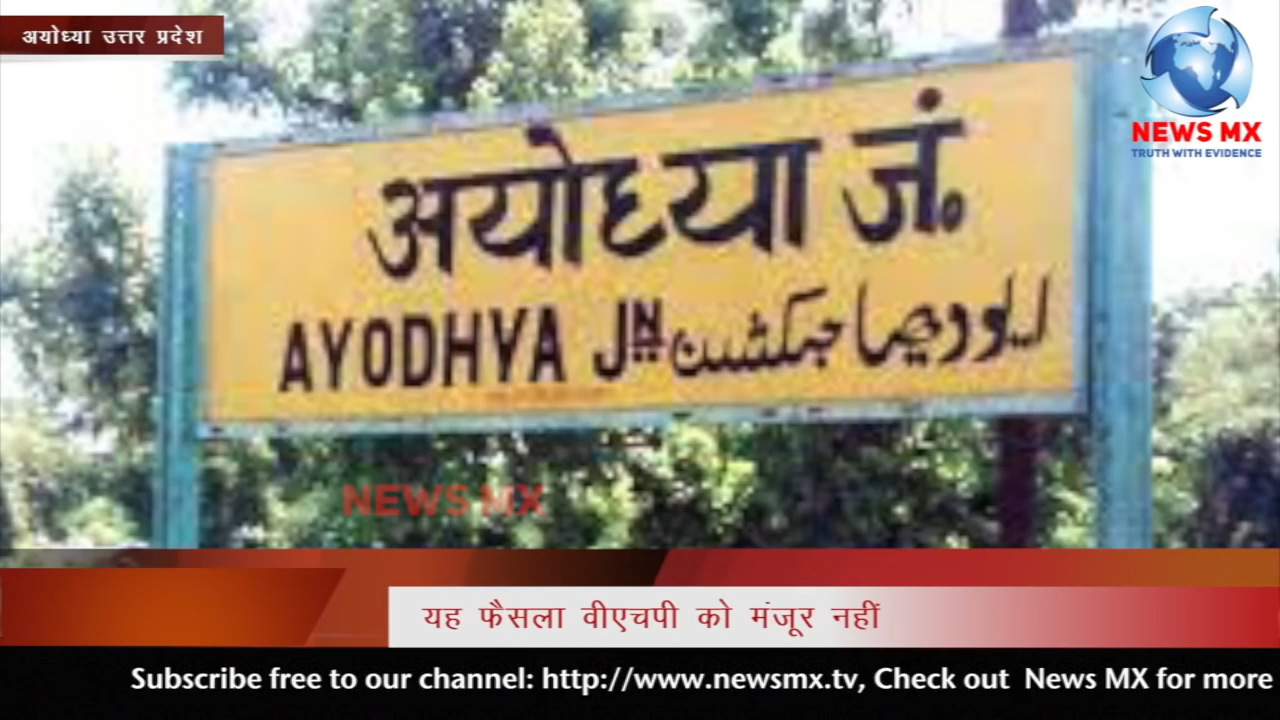 अयोध्या उत्तर प्रदेश
NEWS MX
TRUTH WITH EVIDENCE
अयोध्या जं.
AYODHYA JN ایودھیا جنکشن
NEWS MX
यह फैसला वीएचपी को मंजूर नहीं
Subscribe free to our channel: http://www.newsmx.tv, Check out News MX for more